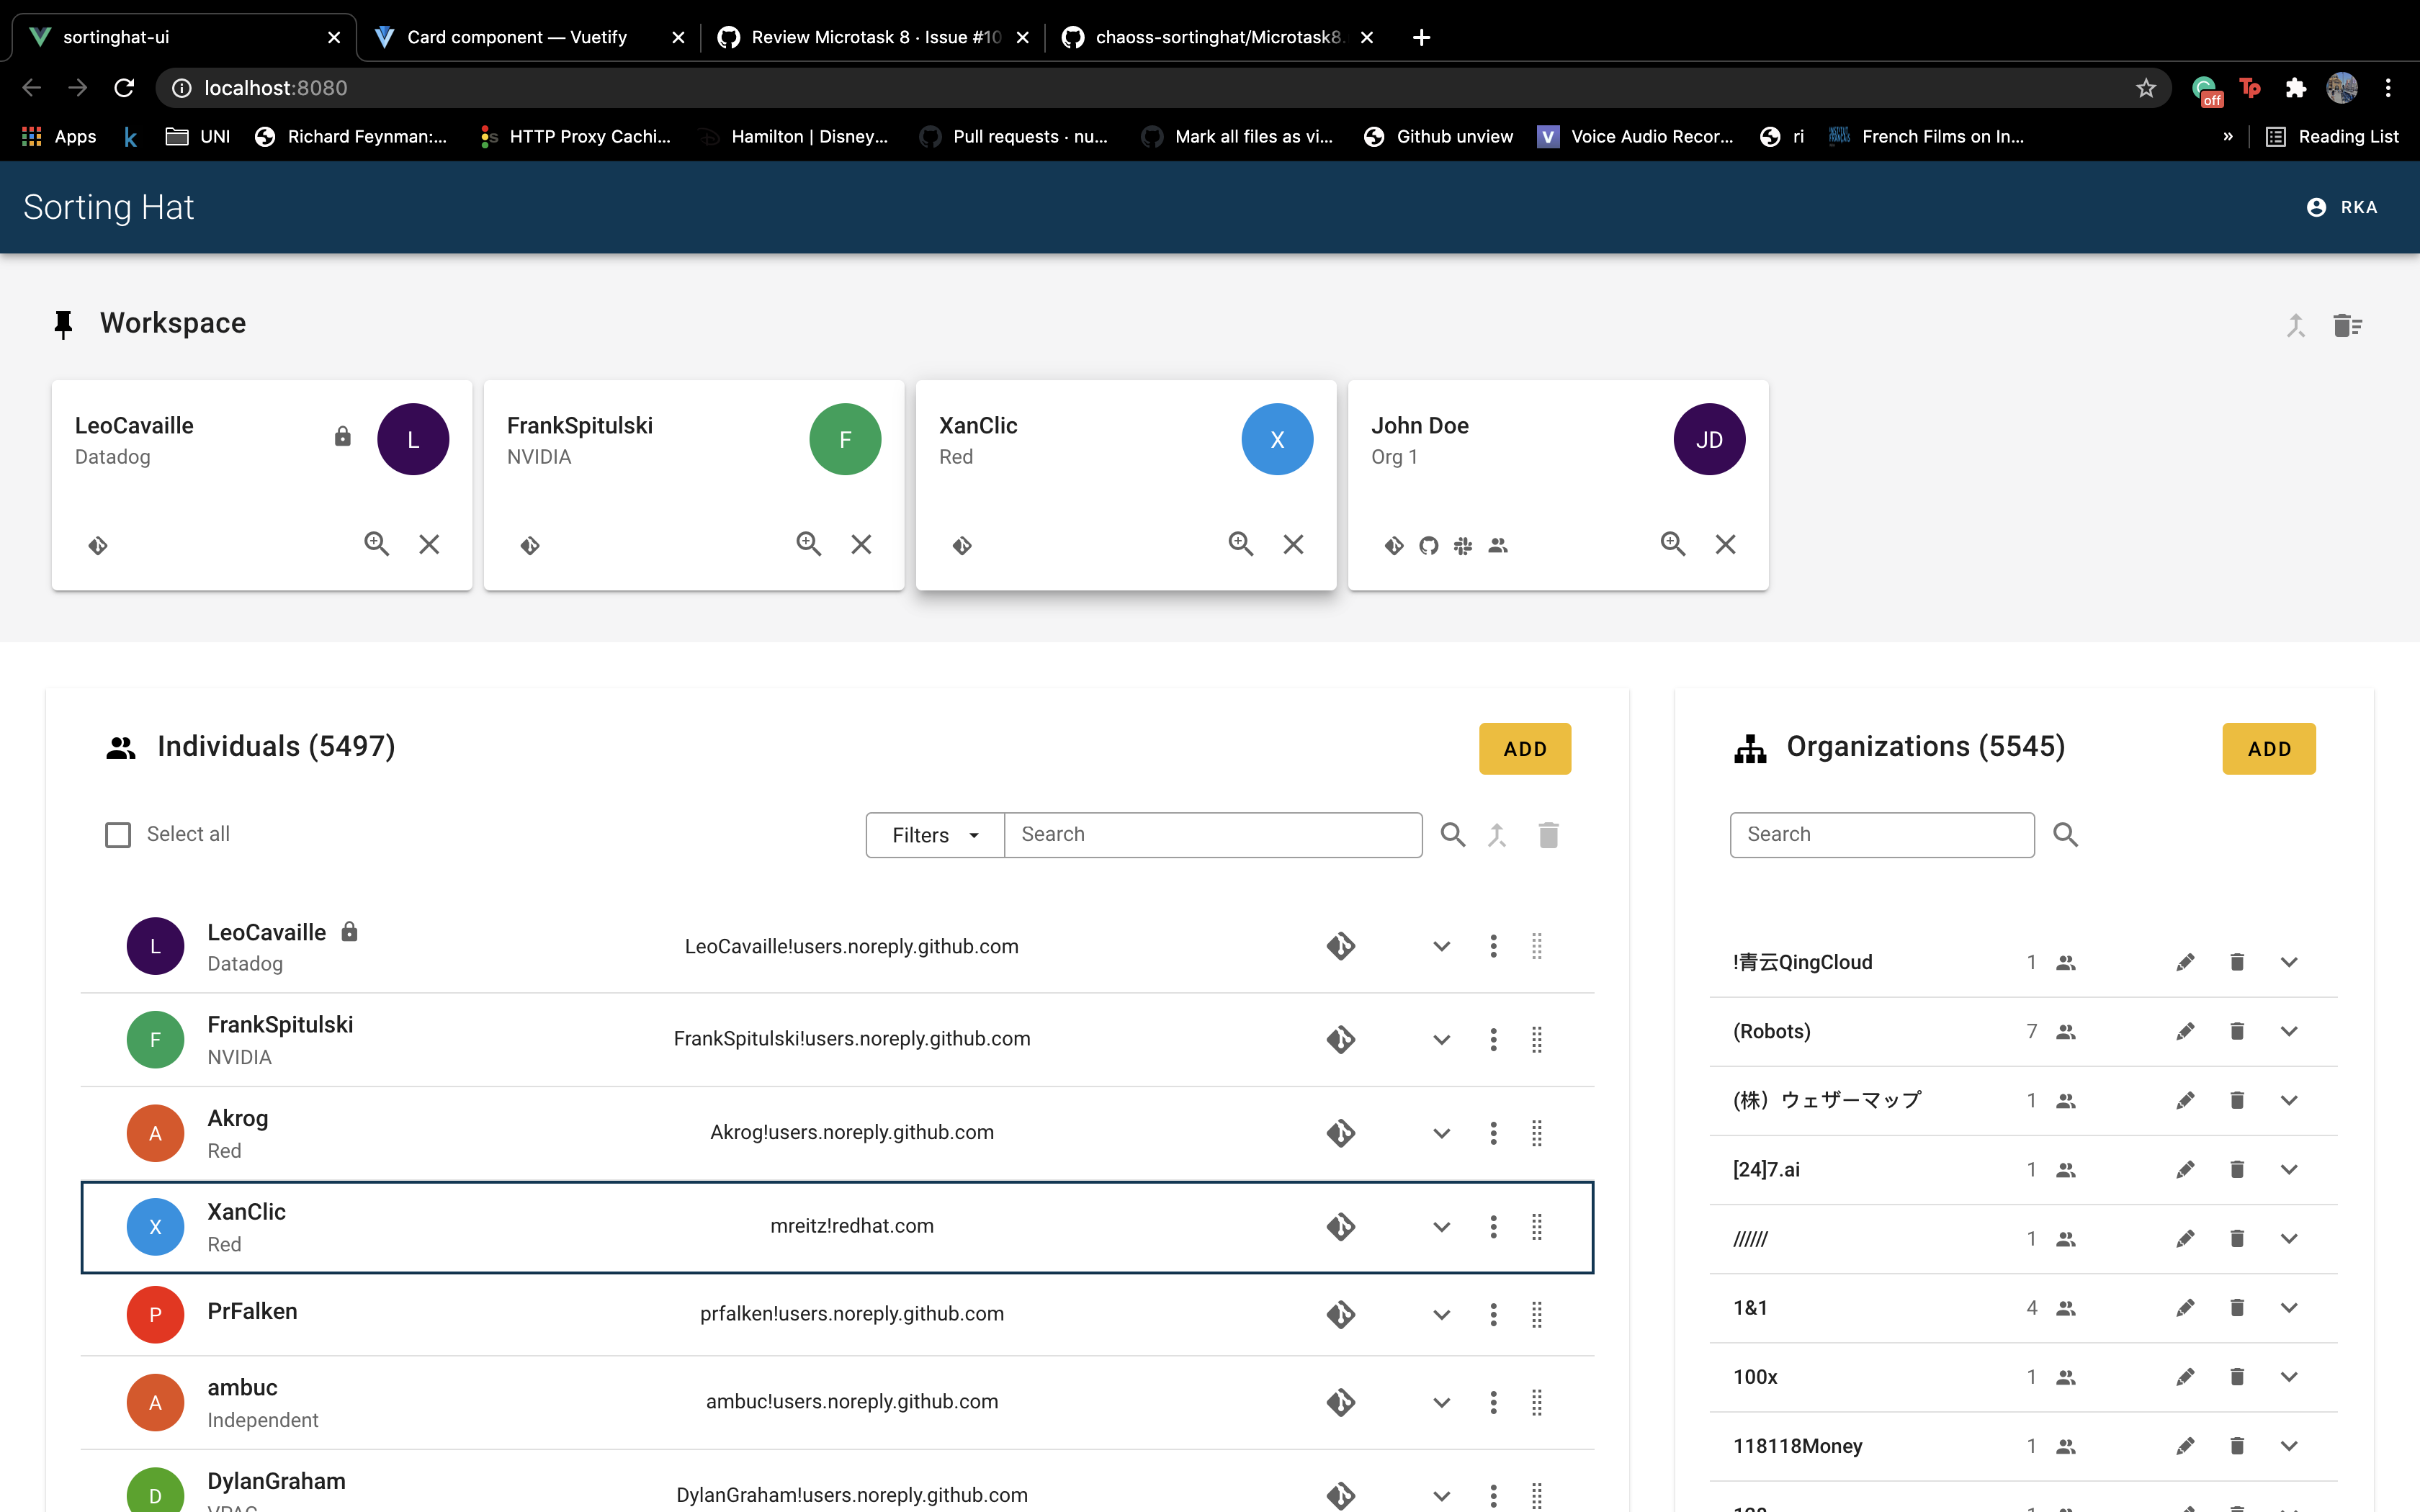 sortinghat-ui
Card component — Vuetify
Review Microtask 8 · Issue #10
chaoss-sortinghat/Microtask8.
localhost:8080
off
Tp
Apps
k
UNI
Richard Feynman:...
HTTP Proxy Cachi...
Hamilton | Disney...
Pull requests · nu...
Mark all files as vi...
Github unview
V
Voice Audio Recor...
ri
French Films on In...
»
Reading List
Sorting Hat
RKA
Workspace
LeoCavaille
Datadog
L
FrankSpitulski
NVIDIA
F
XanClic
Red
X
John Doe
Org 1
JD
Individuals (5497)
ADD
Select all
Filters
Search
L
LeoCavaille
Datadog
LeoCavaille!users.noreply.github.com
F
FrankSpitulski
NVIDIA
FrankSpitulski!users.noreply.github.com
A
Akrog
Red
Akrog!users.noreply.github.com
X
XanClic
Red
mreitz!redhat.com
P
PrFalken
prfalken!users.noreply.github.com
A
ambuc
Independent
ambuc!users.noreply.github.com
D
DylanGraham
DylanGraham!users.noreply.github.com
Organizations (5545)
ADD
Search
!青云QingCloud 1
(Robots) 7
(株）ウェザーマップ 1
[24]7.ai 1
////// 1
1&1 4
100x 1
118118Money 1